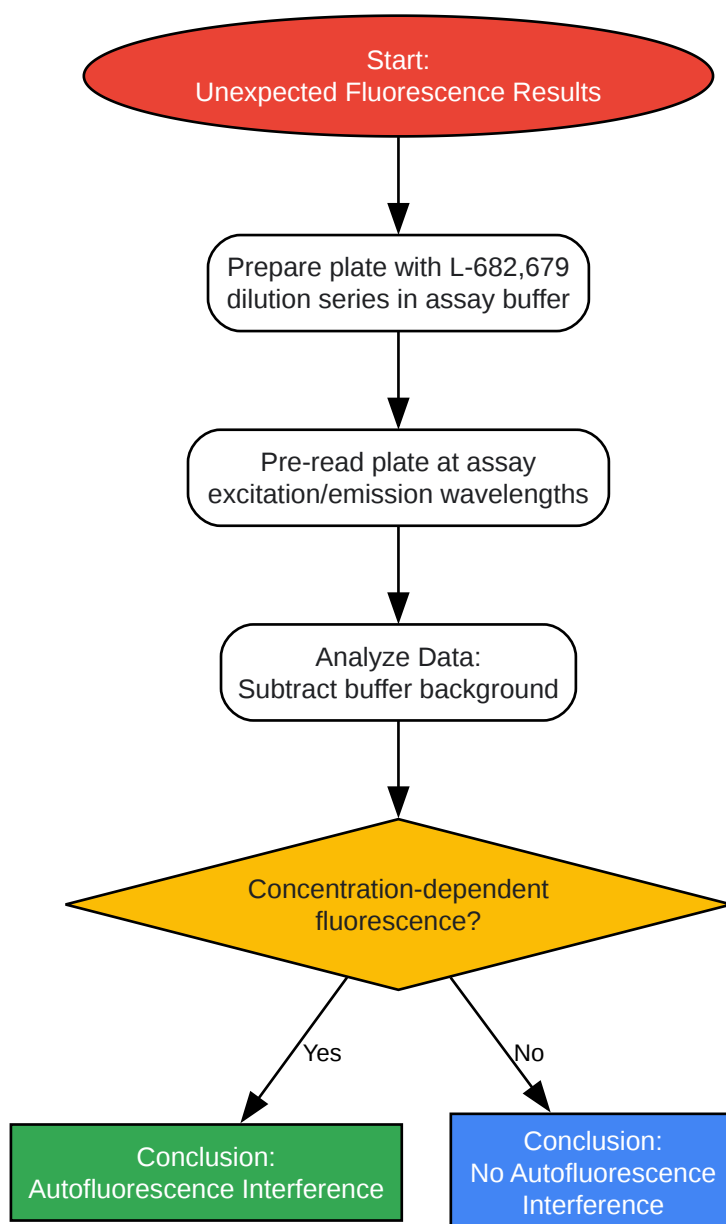 Start:
Unexpected Fluorescence Results
Prepare plate with L-682,679
dilution series in assay buffer
Pre-read plate at assay
excitation/emission wavelengths
Analyze Data:
Subtract buffer background
Concentration-dependent
fluorescence?
Yes
No
Conclusion:
Autofluorescence Interference
Conclusion:
No Autofluorescence
Interference